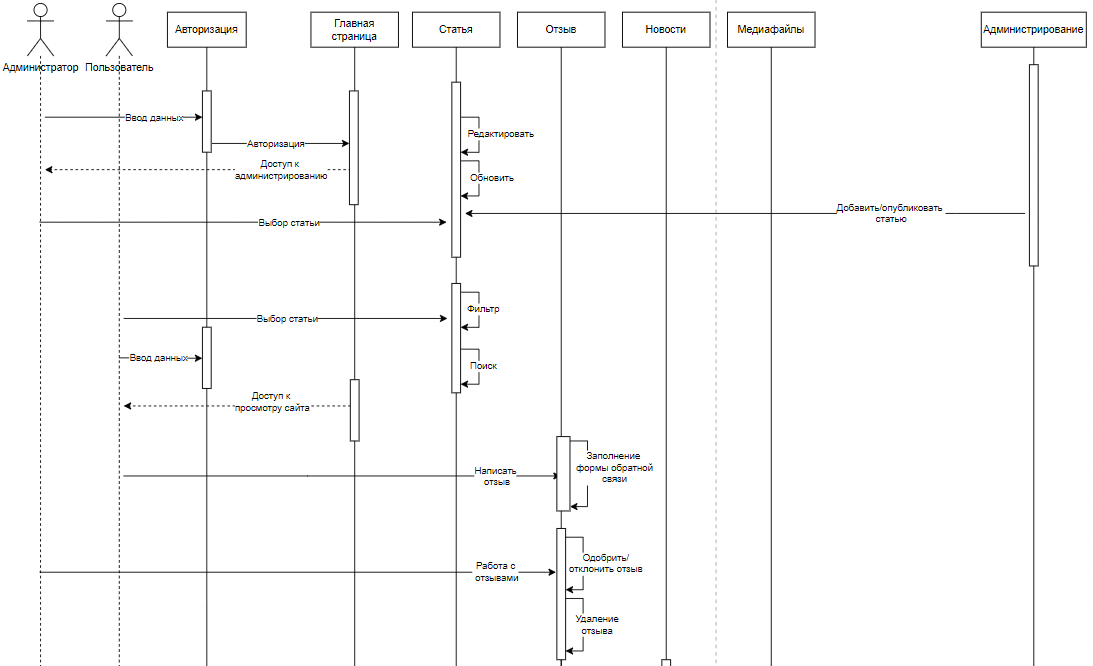 Администратор
Пользователь
Авторизация
Главная
страница
Статья
Отзыв
Новости
Медиафайлы
Администрирование
Ввод данных
Редактировать
Авторизация
Доступ к
администрированию
Обновить
Добавить/опубликовать
статью
Выбор статьи
Фильтр
Выбор статьи
Ввод данных
Поиск
Доступ к
просмотру сайта
Заполнение
формы обратной
связи
Написать
отзыв
Одобрить/
отклонить отзыв
Работа с
отзывами
Удаление
отзыва